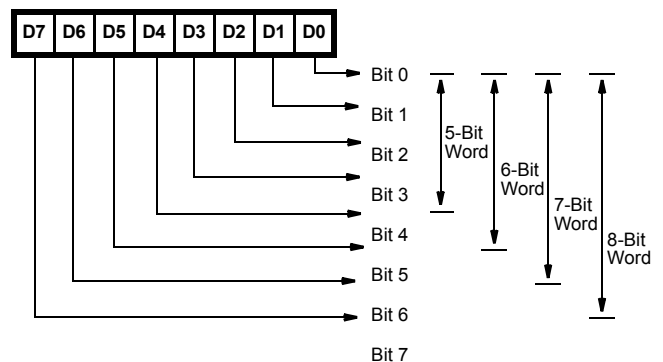 D7 D6 D5 D4 D3 D2 D1 D0
Bit 0
Bit 1
Bit 2
Bit 3
Bit 4
Bit 5
Bit 6
Bit 7
5-Bit
Word
6-Bit
Word
7-Bit
Word
8-Bit
Word